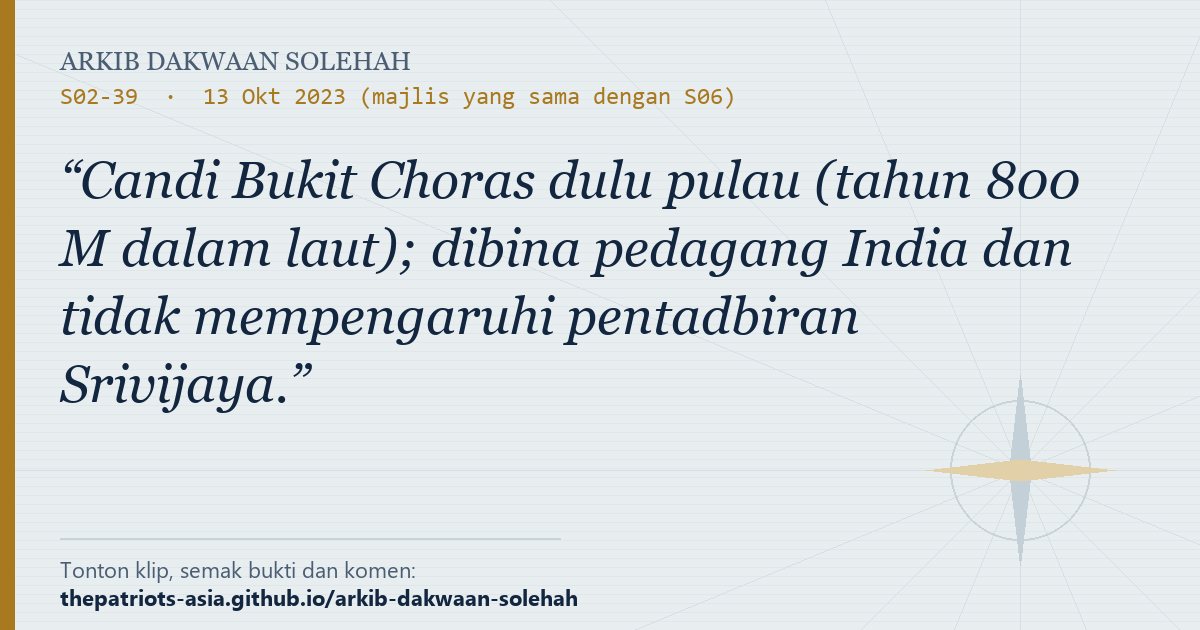 ARKIB DAKWAAN SOLEHAH
S02-39 · 13 Okt 2023 (majlis yang sama dengan S06)
“Candi Bukit Choras dulu pulau (tahun 800
M dalam laut); dibina pedagang India dan
tidak mempengaruhi pentadbiran
Srivijaya.”
Tonton klip, semak bukti dan komen:
thepatriots-asia.github.io/arkib-dakwaan-solehah